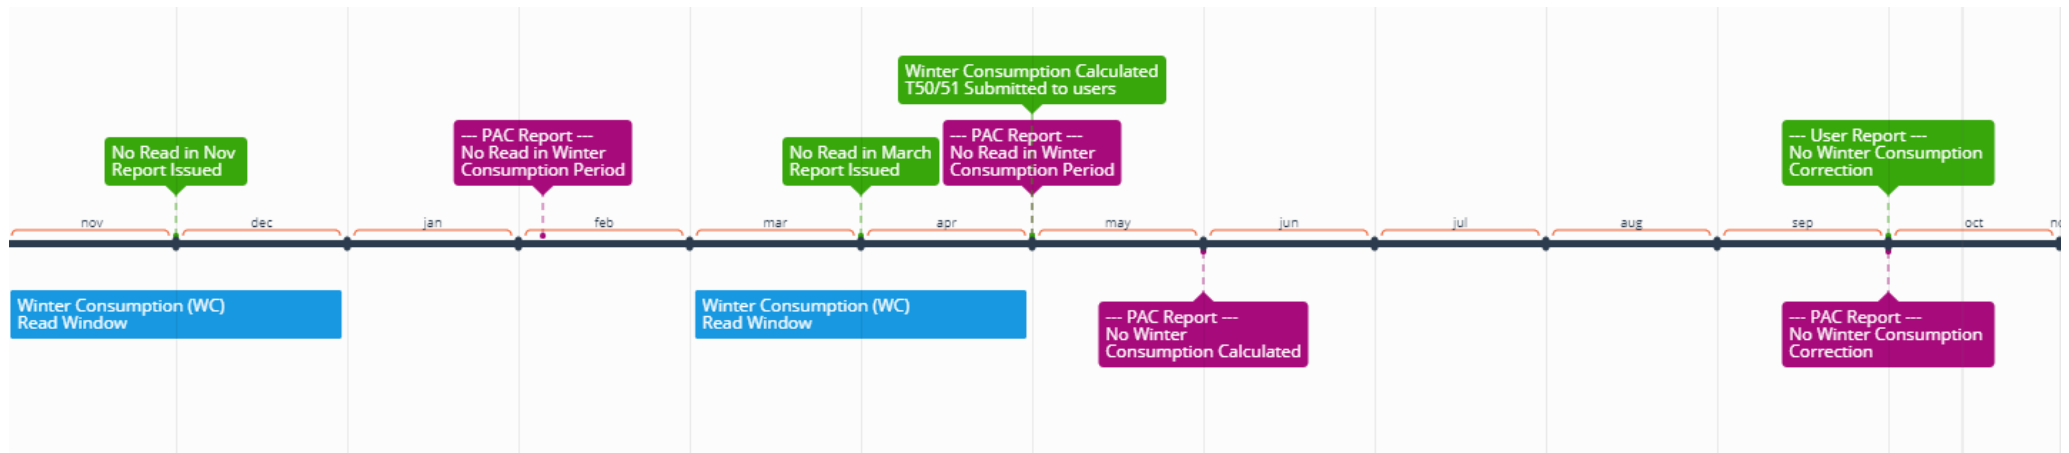 Winter Consumption Calculated
T50/51 Submitted to users
No Read in Nov
Report Issued
--- PAC Report ---
No Read in Winter
Consumption Period
No Read in March
Report Issued
--- PAC Report ---
No Read in Winter
Consumption Period
--- User Report ---
No Winter Consumption
Correction
nov dec jan feb mar apr may jun jul aug sep oct no
Winter Consumption (WC)
Read Window
Winter Consumption (WC)
Read Window
--- PAC Report ---
No Winter
Consumption Calculated
--- PAC Report ---
No Winter Consumption
Correction